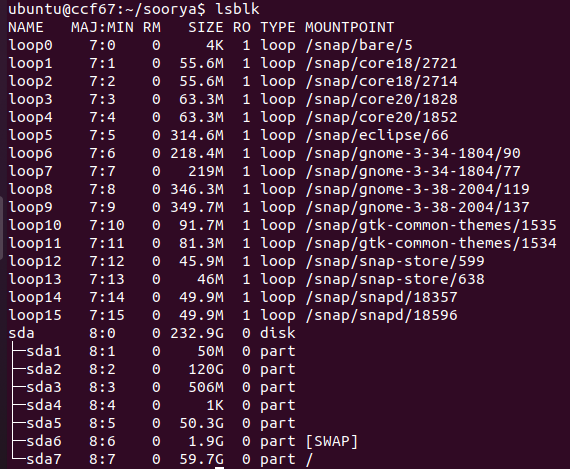 ubuntu@ccf67:~/soorya$ lsblk
NAME   MAJ:MIN RM   SIZE RO TYPE MOUNTPOINT
loop0    7:0    0     4K  1 loop /snap/bare/5
loop1    7:1    0  55.6M  1 loop /snap/core18/2721
loop2    7:2    0  55.6M  1 loop /snap/core18/2714
loop3    7:3    0  63.3M  1 loop /snap/core20/1828
loop4    7:4    0  63.3M  1 loop /snap/core20/1852
loop5    7:5    0 314.6M  1 loop /snap/eclipse/66
loop6    7:6    0 218.4M  1 loop /snap/gnome-3-34-1804/90
loop7    7:7    0   219M  1 loop /snap/gnome-3-34-1804/77
loop8    7:8    0 346.3M  1 loop /snap/gnome-3-38-2004/119
loop9    7:9    0 349.7M  1 loop /snap/gnome-3-38-2004/137
loop10   7:10   0  91.7M  1 loop /snap/gtk-common-themes/1535
loop11   7:11   0  81.3M  1 loop /snap/gtk-common-themes/1534
loop12   7:12   0  45.9M  1 loop /snap/snap-store/599
loop13   7:13   0    46M  1 loop /snap/snap-store/638
loop14   7:14   0  49.9M  1 loop /snap/snapd/18357
loop15   7:15   0  49.9M  1 loop /snap/snapd/18596
sda      8:0    0 232.9G  0 disk
├─sda1   8:1    0    50M  0 part
├─sda2   8:2    0   120G  0 part
├─sda3   8:3    0   506M  0 part
├─sda4   8:4    0     1K  0 part
├─sda5   8:5    0  50.3G  0 part
├─sda6   8:6    0   1.9G  0 part [SWAP]
└─sda7   8:7    0  59.7G  0 part /